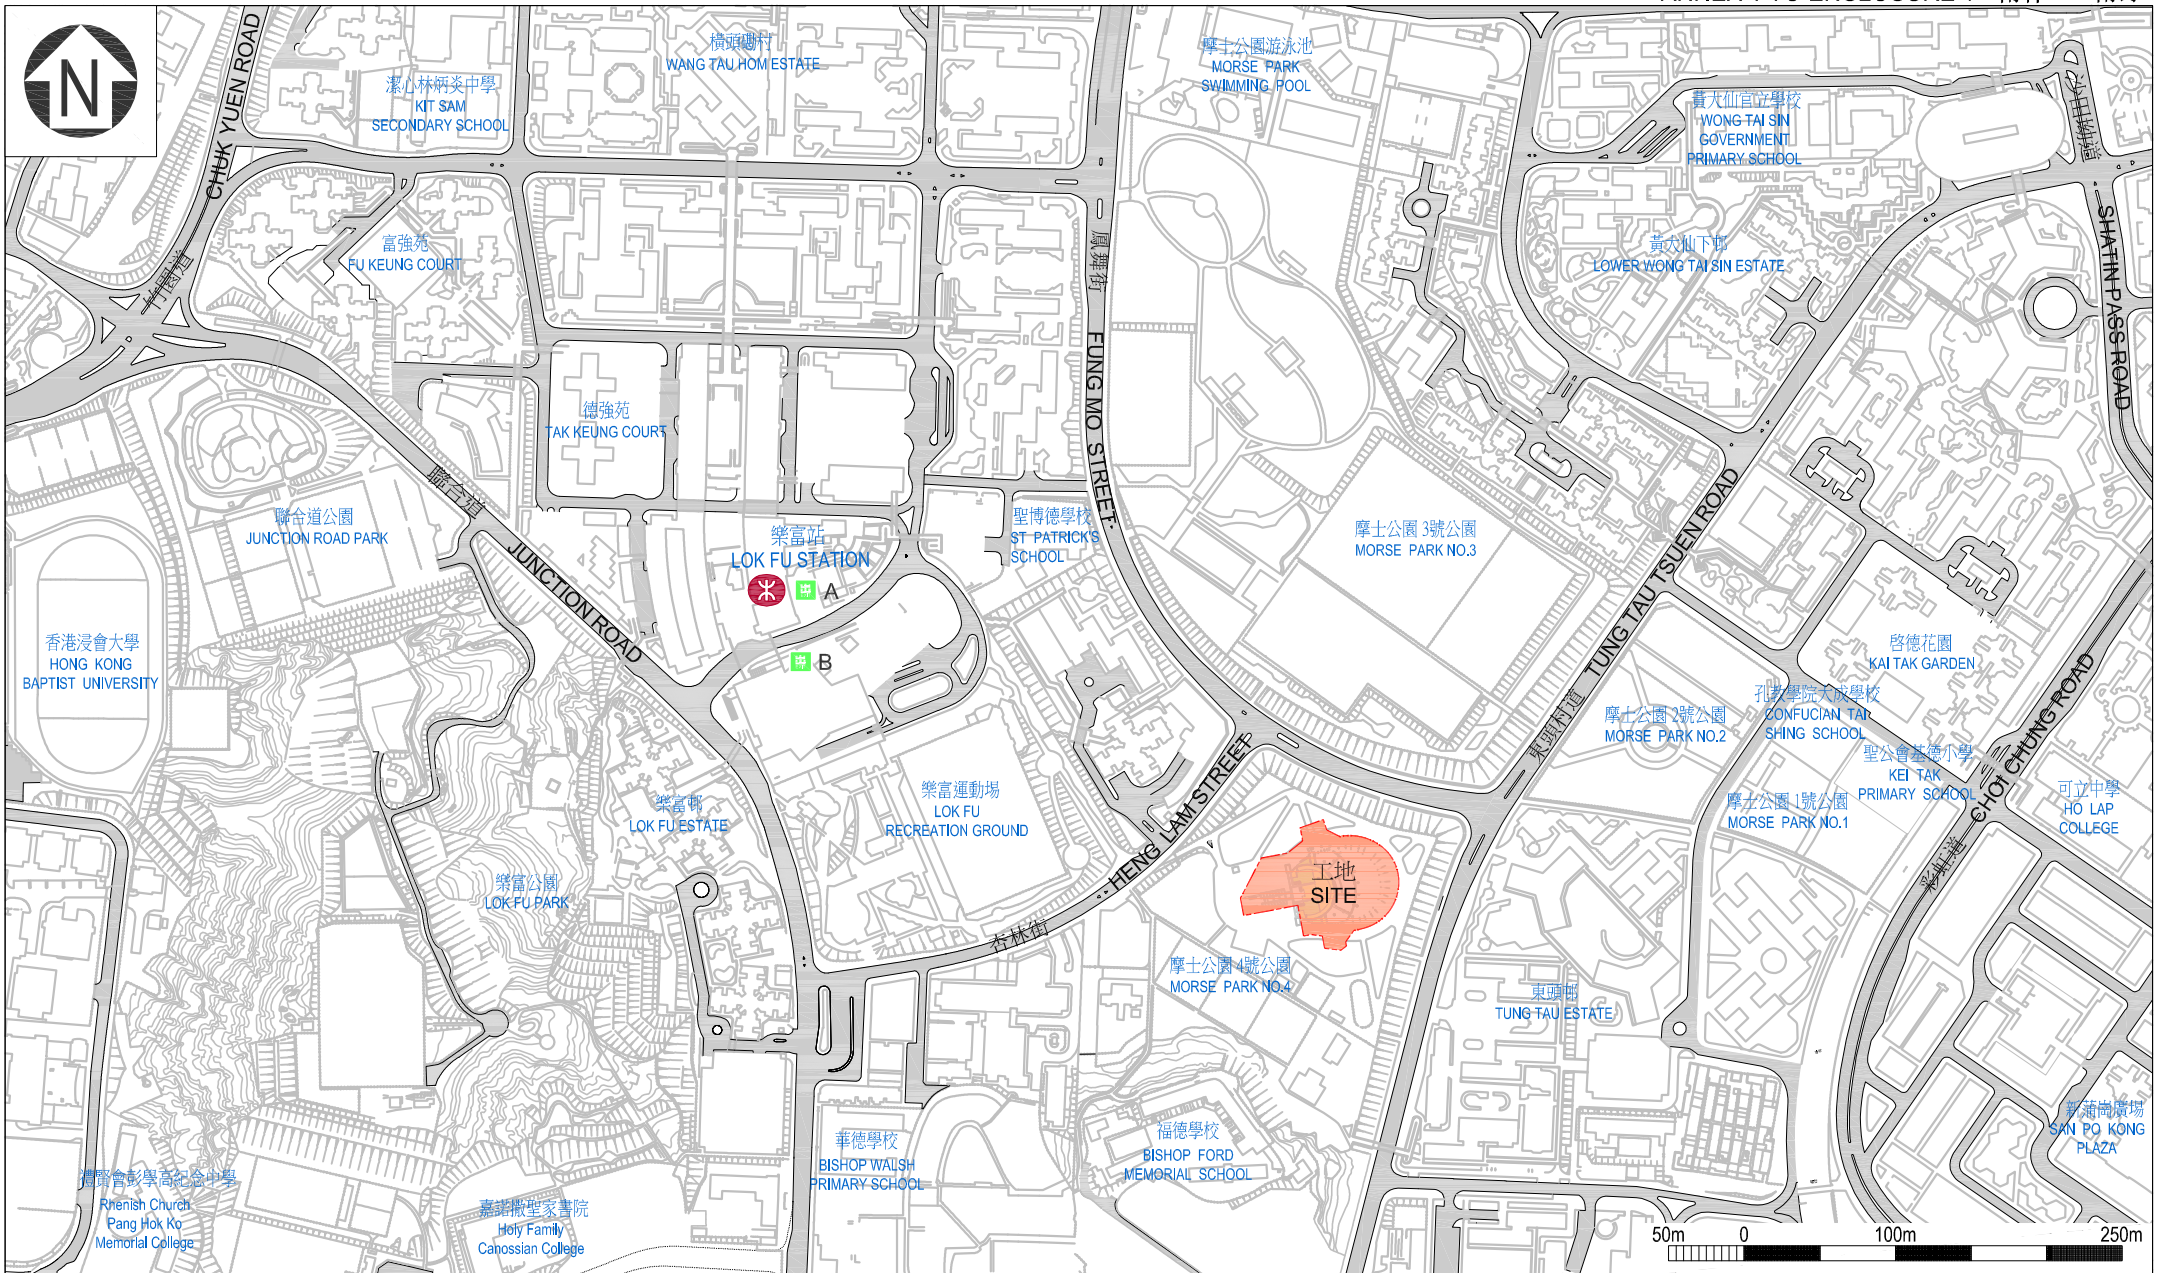 N
CHUK YUEN ROAD
竹園道
潔心林炳炎中學
KIT SAM
SECONDARY SCHOOL
橫頭磡村
WANG TAU HOM ESTATE
摩士公園游泳池
MORSE PARK
SWIMMING POOL
黃大仙官立學校
WONG TAI SIN
GOVERNMENT
PRIMARY SCHOOL
沙田坳道
SHATIN PASS ROAD
富強苑
FU KEUNG COURT
鳳舞街
FUNG MO STREET
黃大仙下邨
LOWER WONG TAI SIN ESTATE
德強苑
TAK KEUNG COURT
聯合道
JUNCTION ROAD
聯合道公園
JUNCTION ROAD PARK
樂富站
LOK FU STATION
A
B
聖博德學校
ST PATRICK'S
SCHOOL
摩士公園 3號公園
MORSE PARK NO.3
TUNG TAU TSUEN ROAD
東頭村道
香港浸會大學
HONG KONG
BAPTIST UNIVERSITY
啓德花園
KAI TAK GARDEN
孔教學院大成學校
CONFUCIAN TAI
SHING SCHOOL
摩士公園 2號公園
MORSE PARK NO.2
聖公會基德小學
KEI TAK
PRIMARY SCHOOL
CHOI CHUNG ROAD
彩虹道
摩士公園 1號公園
MORSE PARK NO.1
可立中學
HO LAP
COLLEGE
樂富邨
LOK FU ESTATE
樂富運動場
LOK FU
RECREATION GROUND
HENG LAM STREET
杏林街
工地
SITE
樂富公園
LOK FU PARK
摩士公園 4號公園
MORSE PARK NO.4
東頭邨
TUNG TAU ESTATE
新蒲崗廣場
SAN PO KONG
PLAZA
華德學校
BISHOP WALSH
PRIMARY SCHOOL
福德學校
BISHOP FORD
MEMORIAL SCHOOL
禮賢會彭學高紀念中學
Rhenish Church
Pang Hok Ko
Memorial College
嘉諾撒聖家書院
Holy Family
Canossian College
50m 0 100m 250m